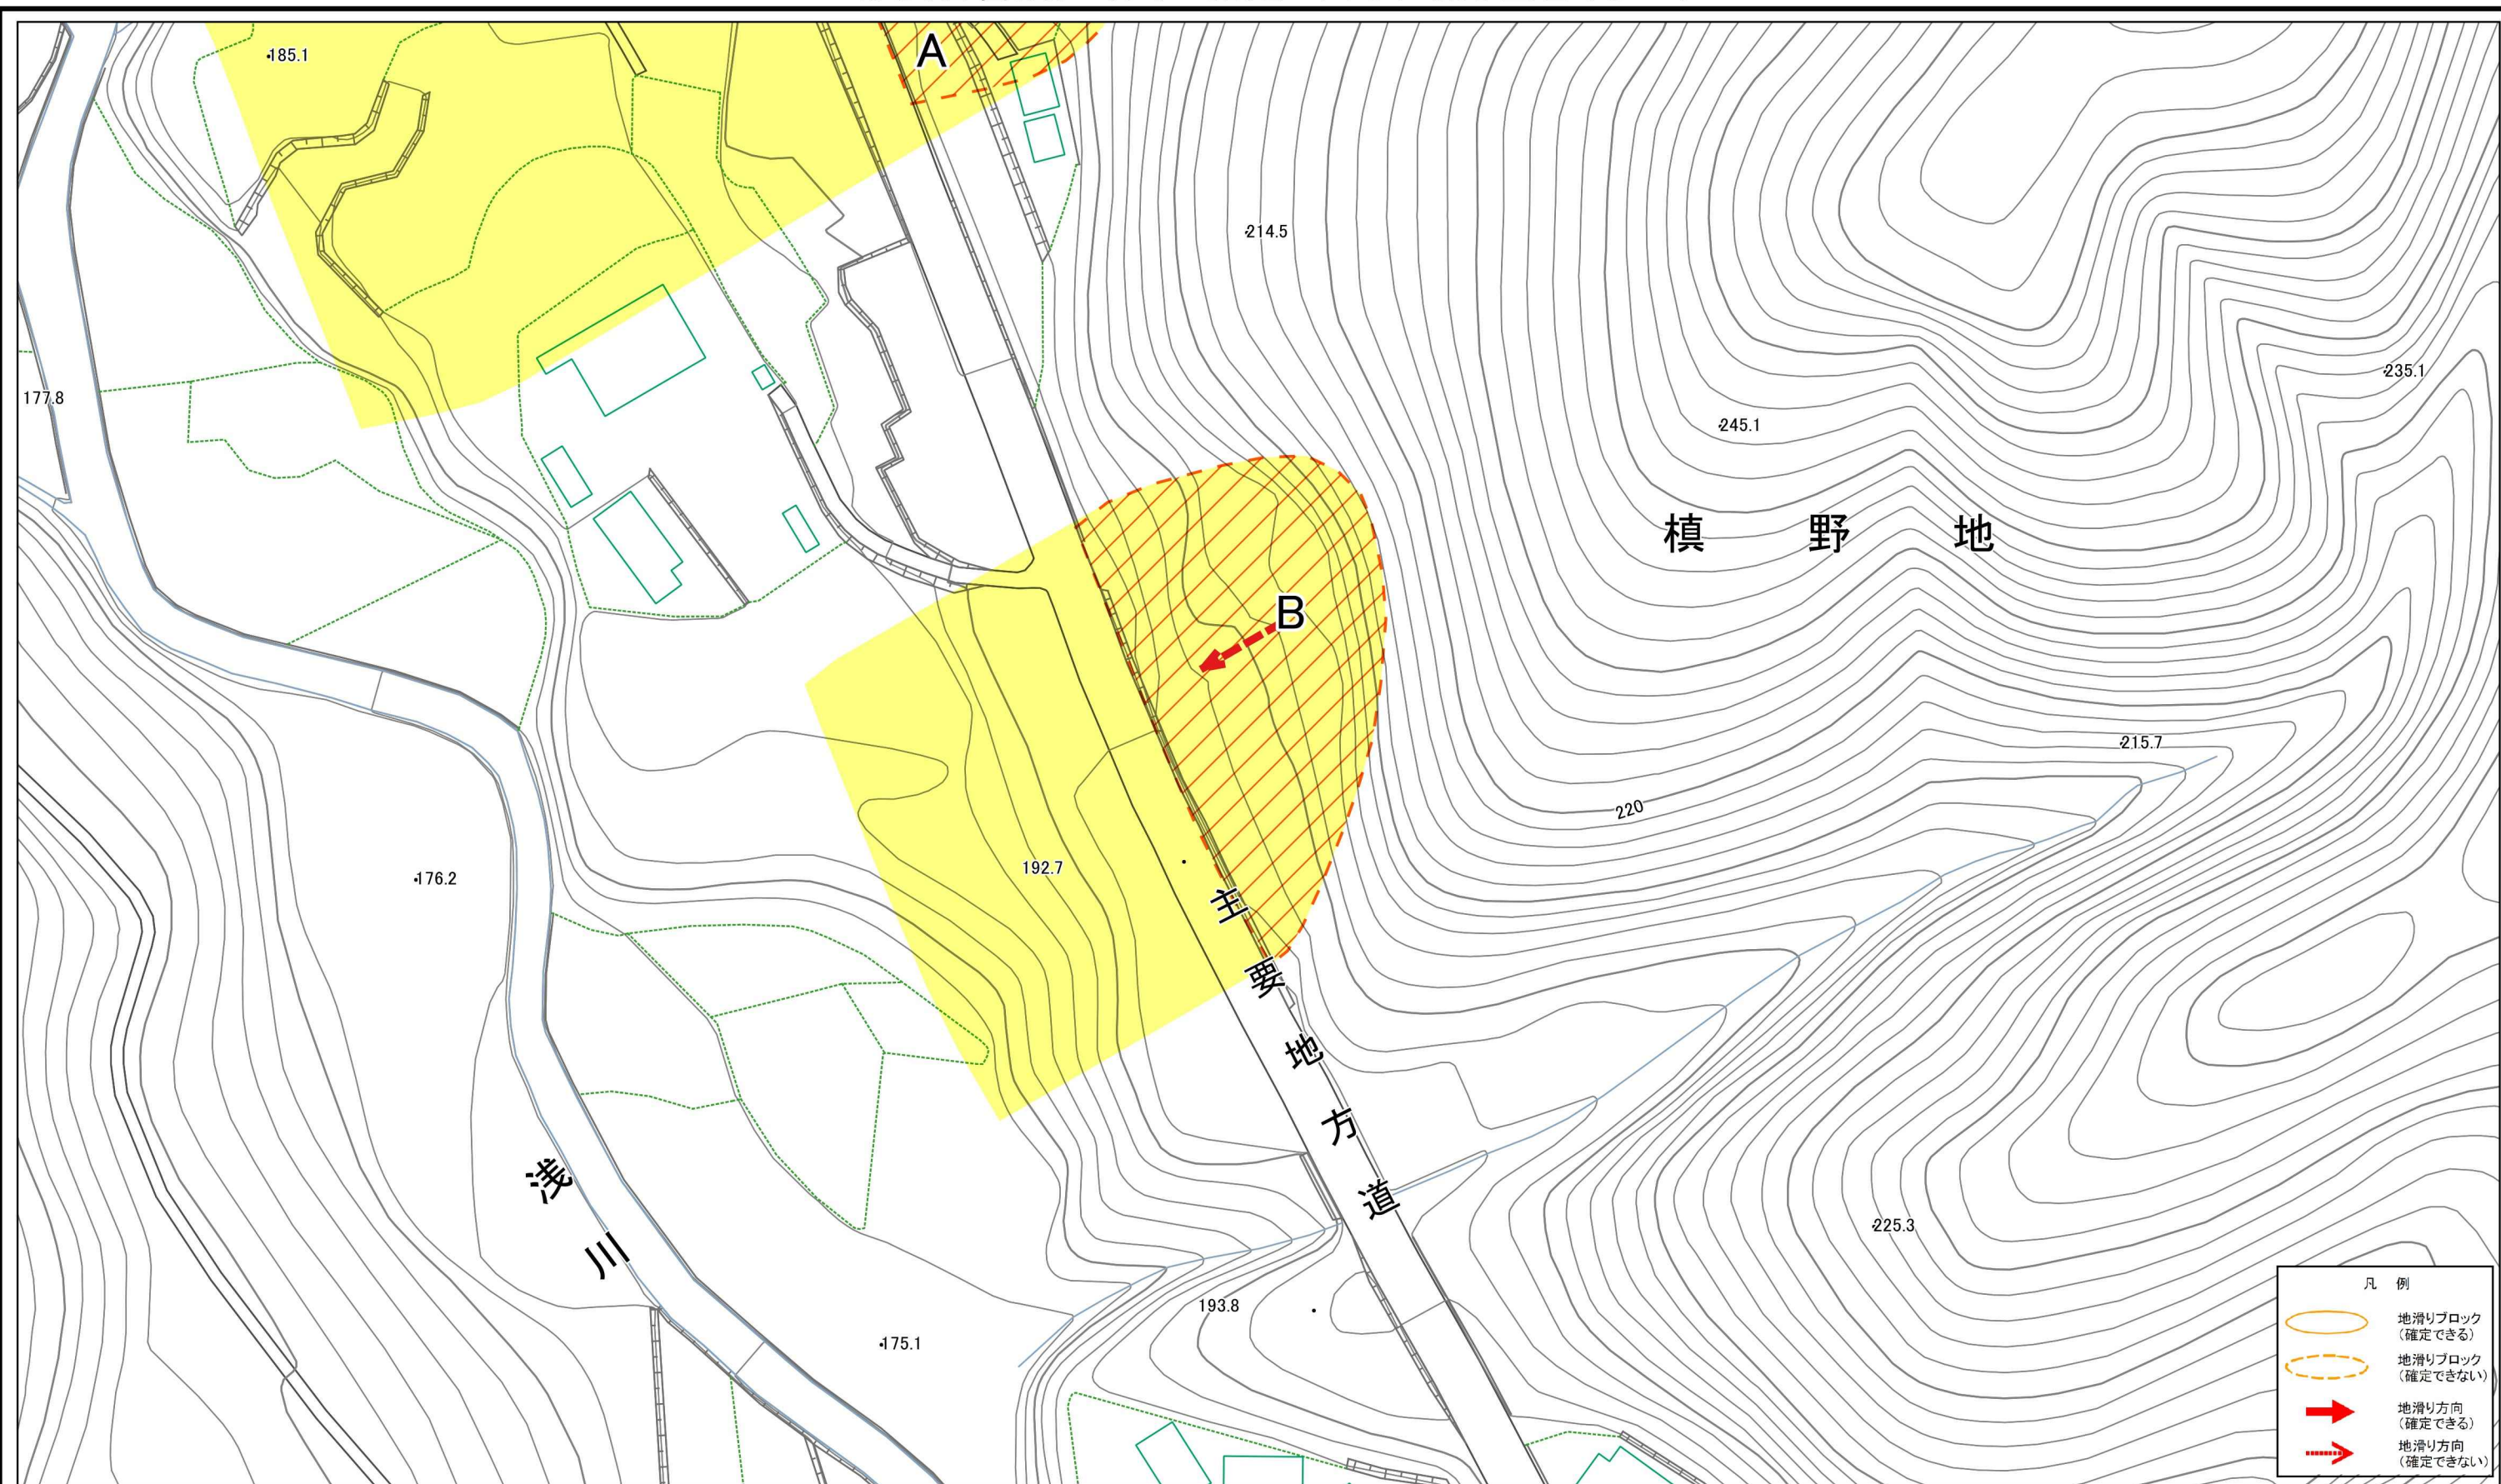 A
185.1
214.5
235.1
177.8
245.1
槙野地
B
215.7
220
192.7
176.2
主要地方道
浅川
225.3
193.8
175.1
凡 例
地滑りブロック
(確定できる)
地滑りブロック
(確定できない)
地滑り方向
(確定できる)
地滑り方向
(確定できない)